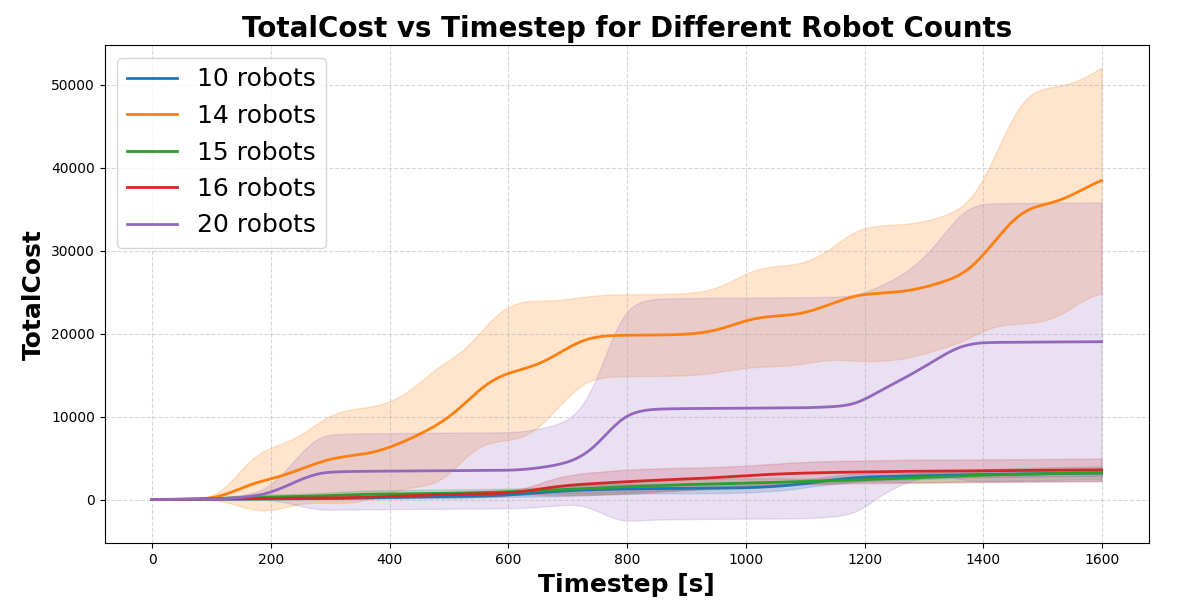 TotalCost vs Timestep for Different Robot Counts
10 robots
14 robots
15 robots
16 robots
20 robots
TotalCost
50000
40000
30000
20000
10000
0
0 200 400 600 800 1000 1200 1400 1600
Timestep [s]